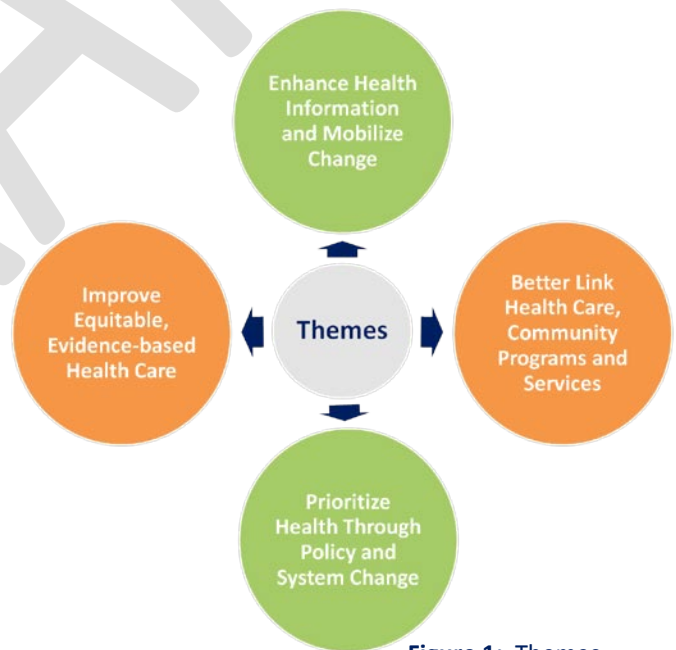 Enhance Health
Information
and Mobilize
Change
Improve
Equitable,
Evidence-based
Health Care
Themes
Better Link
Health Care,
Community
Programs and
Services
Prioritize
Health Through
Policy and
System Change
Figure 1: Themes